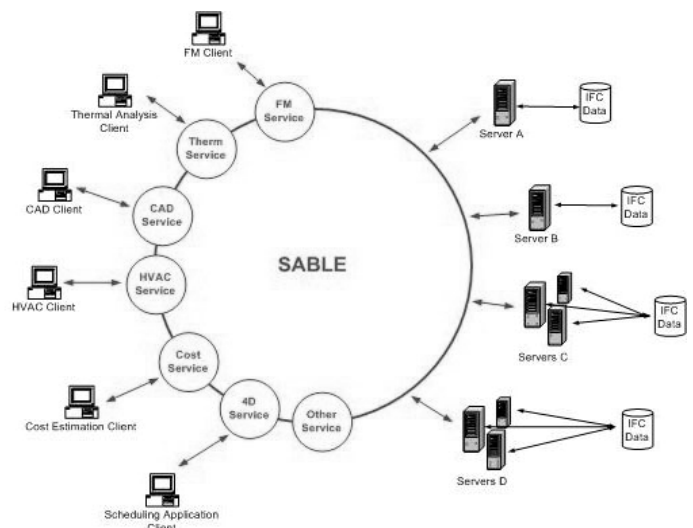 FM Client
FM
Service
Thermal Analysis
Client
Therm
Service
Server A
IFC
Data
CAD Client
CAD
Service
Server B
IFC
Data
SABLE
HVAC Client
HVAC
Service
Servers C
IFC
Data
Cost Estimation Client
Cost
Service
4D
Service
Other
Service
Servers D
IFC
Data
Scheduling Application
Client